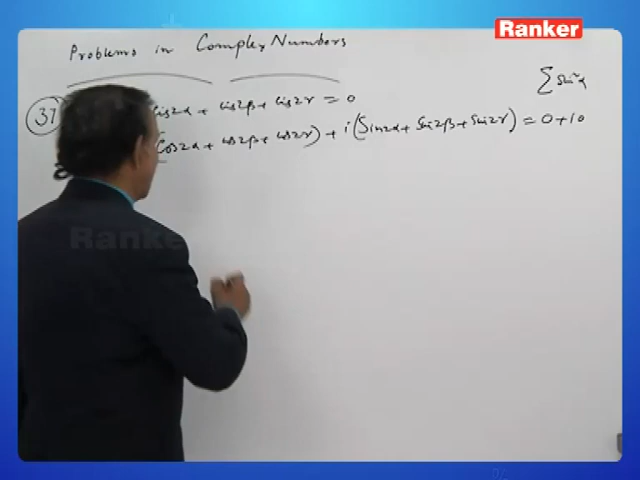 Ranker
Problems in Complex Numbers
Σ sin²α
37 cis2α + cis2β + cis2γ = 0
(Cos2α + cos2β + cos2γ) + i(Sin2α + Sin2β + Sin2γ) = 0 + i0
Ranker